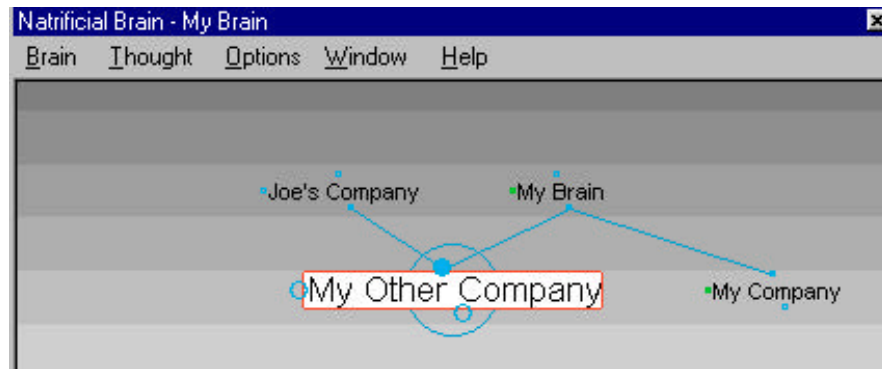 Natrificial Brain - My Brain
Brain Thought Options Window Help
Joe's Company My Brain
My Other Company My Company